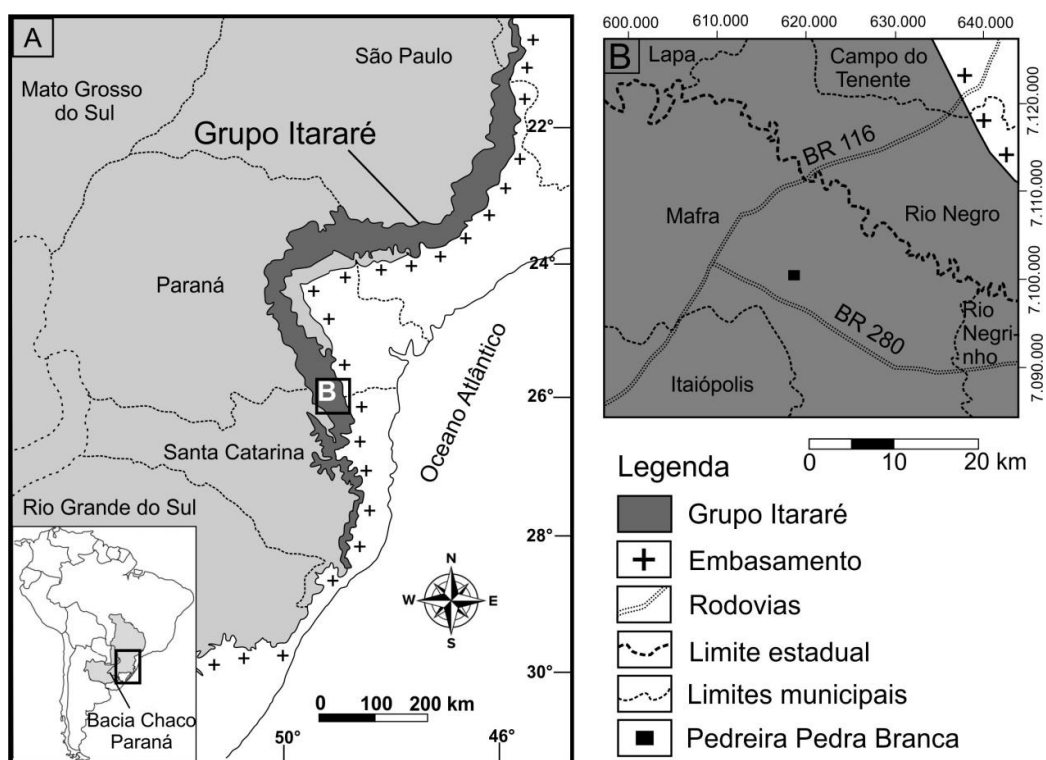 A
São Paulo
Mato Grosso
do Sul
Grupo Itararé
22°
24°
Paraná
B
26°
Santa Catarina
Oceano Atlântico
Rio Grande do Sul
28°
N
W
E
S
30°
Bacia Chaco
Paraná
0 100 200 km
50°
46°
600.000 610.000 620.000 630.000 640.000
B
Lapa
Campo do
Tenente
BR 116
7.120.000
7.110.000
7.100.000
7.090.000
Mafra
Rio Negro
Rio
Negri-
nho
BR 280
Itaiópolis
0 10 20 km
Legenda
Grupo Itararé
Embasamento
Rodovias
Limite estadual
Limites municipais
Pedreira Pedra Branca